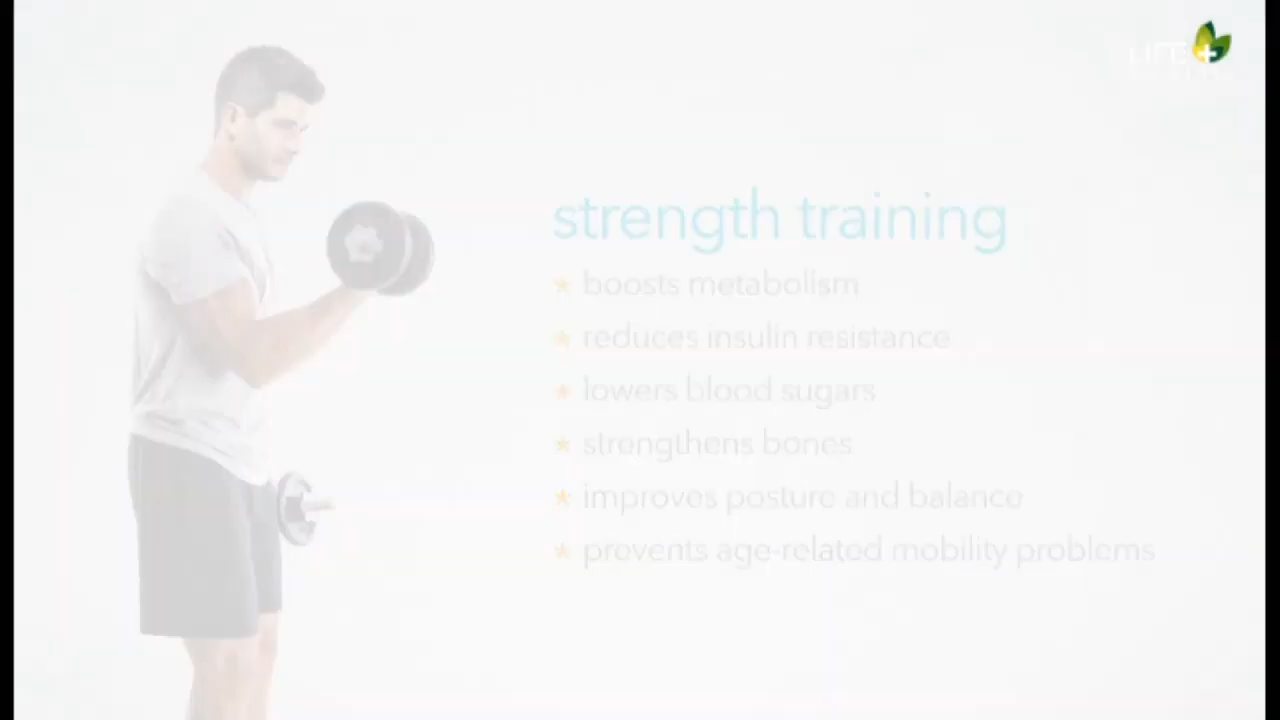 LIFE +
strength training
* boosts metabolism
* reduces insulin resistance
* lowers blood sugars
* strengthens bones
* improves posture and balance
* prevents age-related mobility problems